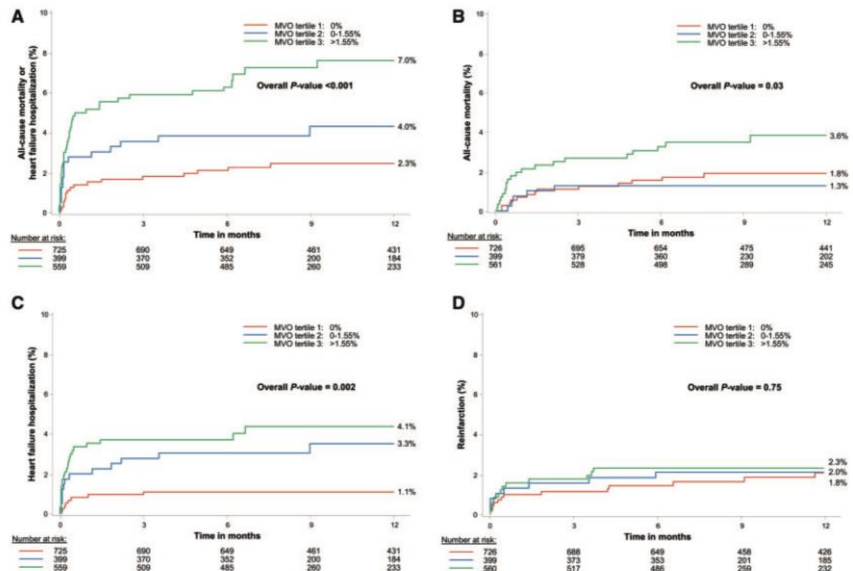 A
MVO tertile 1: 0%
MVO tertile 2: 0-1.55%
MVO tertile 3: >1.55%
Overall P-value <0.001
All-cause mortality or
heart failure hospitalization (%)
10
8
6
4
2
0
7.0%
4.0%
2.3%
0 3 6 9 12
Time in months
Number at risk:
725 690 649 461 431
399 370 352 200 184
559 509 485 260 233
B
MVO tertile 1: 0%
MVO tertile 2: 0-1.55%
MVO tertile 3: >1.55%
Overall P-value = 0.03
All-cause mortality (%)
10
8
6
4
2
0
3.6%
1.8%
1.3%
0 3 6 9 12
Time in months
Number at risk:
726 695 654 475 441
399 379 360 230 202
561 528 498 289 245
C
MVO tertile 1: 0%
MVO tertile 2: 0-1.55%
MVO tertile 3: >1.55%
Overall P-value = 0.002
Heart failure hospitalization (%)
10
8
6
4
2
0
4.1%
3.3%
1.1%
0 3 6 9 12
Time in months
Number at risk:
725 690 649 461 431
399 370 352 200 184
559 509 485 260 233
D
MVO tertile 1: 0%
MVO tertile 2: 0-1.55%
MVO tertile 3: >1.55%
Overall P-value = 0.75
Reinfarction (%)
10
8
6
4
2
0
2.3%
2.0%
1.8%
0 3 6 9 12
Time in months
Number at risk:
726 688 649 458 426
399 373 353 201 185
560 517 486 259 232